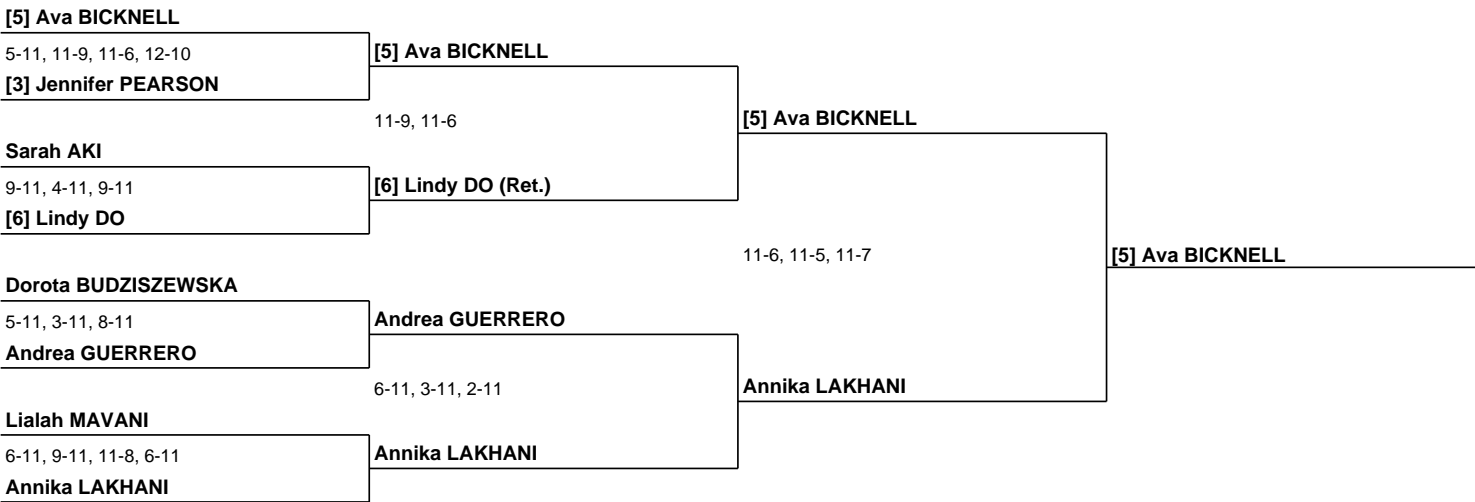 [5] Ava BICKNELL
5-11, 11-9, 11-6, 12-10
[3] Jennifer PEARSON
Sarah AKI
9-11, 4-11, 9-11
[6] Lindy DO
Dorota BUDZISZEWSKA
5-11, 3-11, 8-11
Andrea GUERRERO
Lialah MAVANI
6-11, 9-11, 11-8, 6-11
Annika LAKHANI
[5] Ava BICKNELL
11-9, 11-6
[6] Lindy DO (Ret.)
Andrea GUERRERO
6-11, 3-11, 2-11
Annika LAKHANI
[5] Ava BICKNELL
11-6, 11-5, 11-7
Annika LAKHANI
[5] Ava BICKNELL